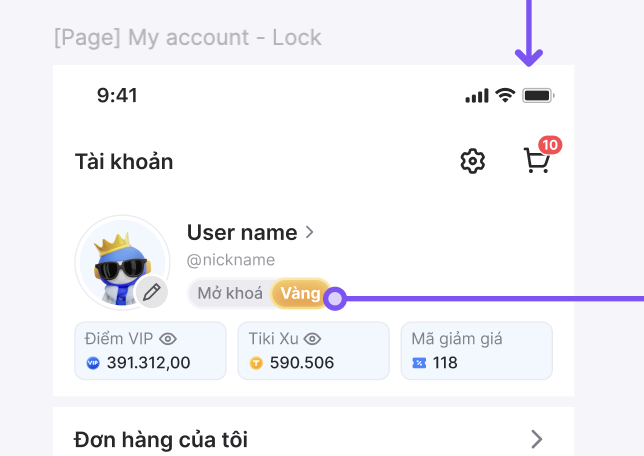 [Page] My account - Lock
9:41
10
Tài khoản
User name
@nickname
Mở khoá Vàng
Điểm VIP Tiki Xu Mã giảm giá
VIP 391.312,00 T 590.506 % 118
Đơn hàng của tôi